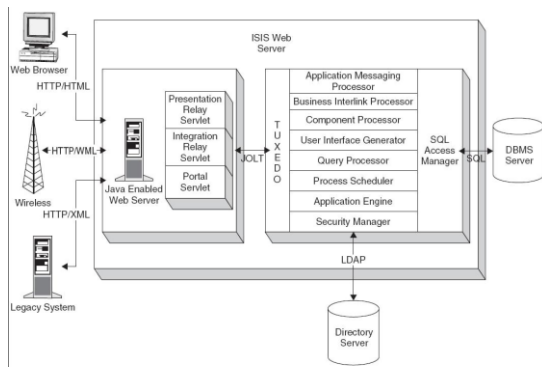 ISIS Web
Server
Web Browser
HTTP/HTML
HTTP/WML
Wireless
HTTP/XML
Legacy System
Java Enabled
Web Server
Presentation
Relay
Servlet
Integration
Relay
Servlet
Portal
Servlet
JOLT
TUXEDO
Application Messaging
Processor
Business Interlink Processor
Component Processor
User Interface Generator
Query Processor
Process Scheduler
Application Engine
Security Manager
SQL
Access
Manager
SQL
DBMS
Server
LDAP
Directory
Server